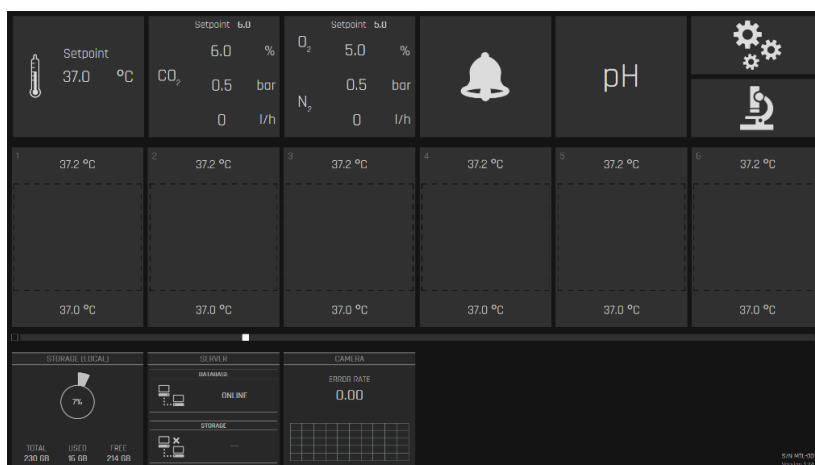 Setpoint
37.0 °C
Setpoint 6.0
CO2
6.0 %
0.5 bar
0 l/h
Setpoint 5.0
O2
5.0 %
N2
0.5 bar
0 l/h
pH
1 37.2 °C
2 37.2 °C
3 37.2 °C
4 37.2 °C
5 37.2 °C
6 37.2 °C
37.0 °C
37.0 °C
37.0 °C
37.0 °C
37.0 °C
37.0 °C
STORAGE (LOCAL)
7%
TOTAL USED FREE
230 GB 16 GB 214 GB
SERVER
DATABASE
ONLINE
STORAGE
---
CAMERA
ERROR RATE
0.00